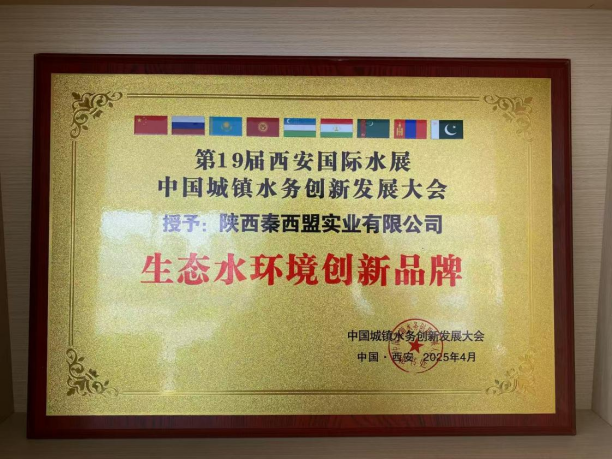 第19届西安国际水展
中国城镇水务创新发展大会
授予：陕西秦西盟实业有限公司
生态水环境创新品牌
中国城镇水务创新发展大会
中国·西安 2025年4月